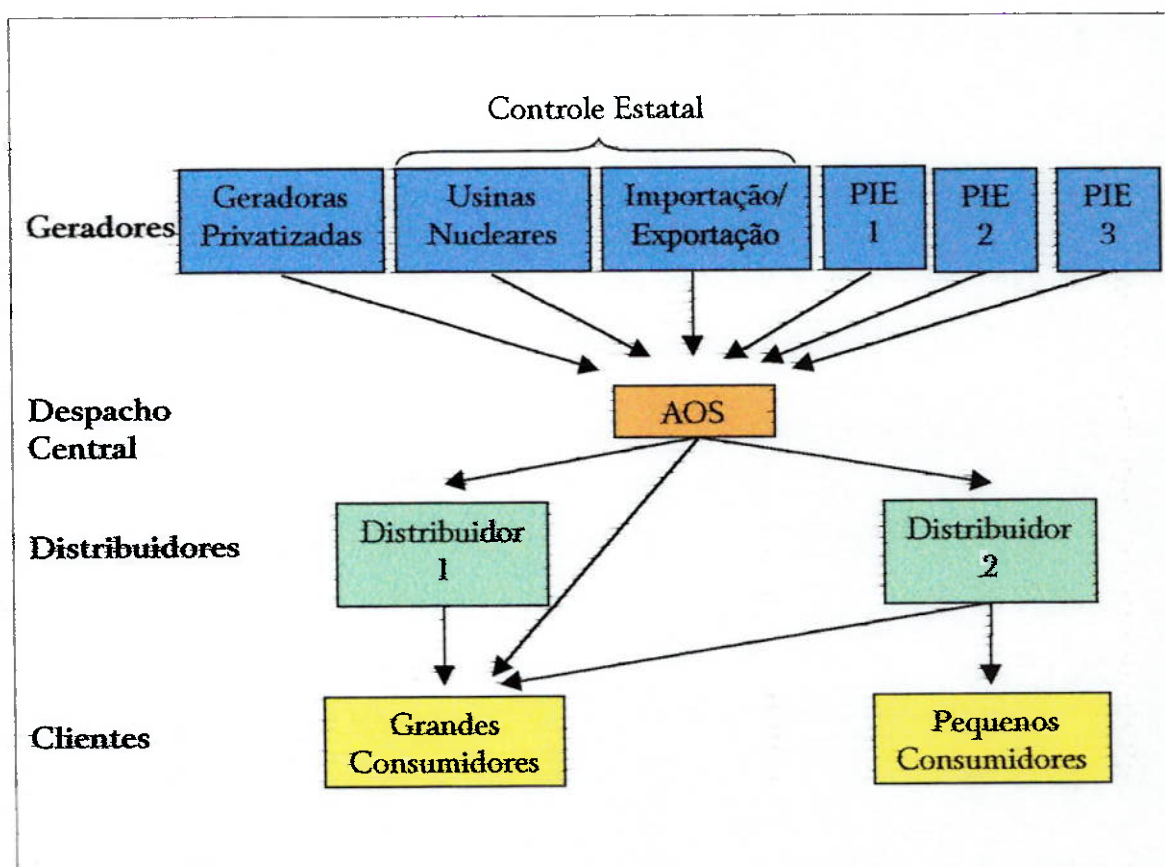 Controle Estatal
Geradores
Geradoras
Privatizadas
Usinas
Nucleares
Importação/
Exportação
PIE
1
PIE
2
PIE
3
Despacho
Central
AOS
Distribuidores
Distribuidor
1
Distribuidor
2
Clientes
Grandes
Consumidores
Pequenos
Consumidores